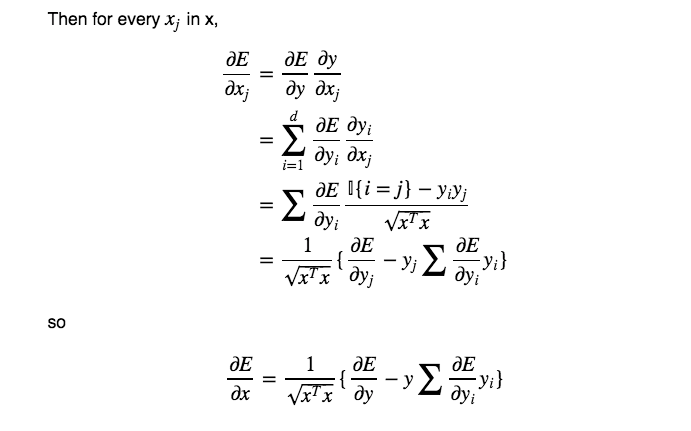 Then for every x_j in x,
∂E/∂x_j = ∂E/∂y ∂y/∂x_j
= ∑_{i=1}^{d} ∂E/∂y_i ∂y_i/∂x_j
= ∑ ∂E/∂y_i (𝟙{i = j} − y_i y_j)/√(x^T x)
= 1/√(x^T x) {∂E/∂y_j − y_j ∑ ∂E/∂y_i y_i}
so
∂E/∂x = 1/√(x^T x) {∂E/∂y − y ∑ ∂E/∂y_i y_i}